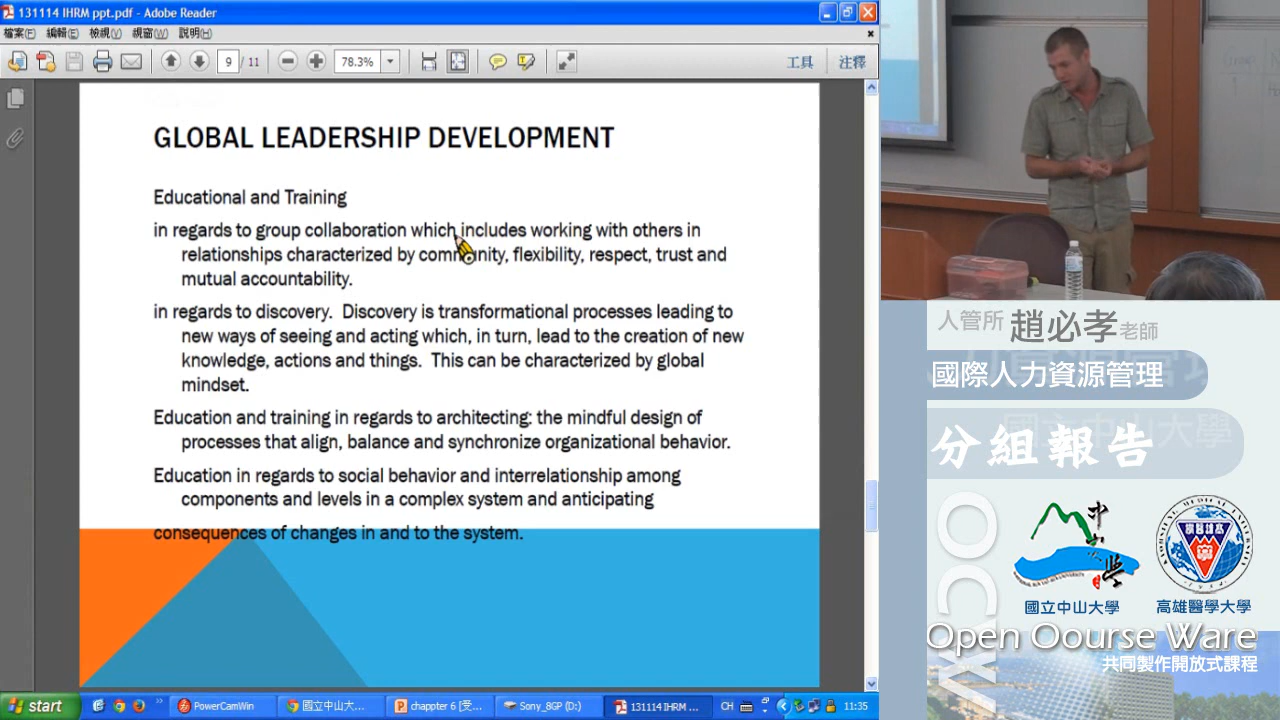 131114 IHRM ppt.pdf - Adobe Reader
檔案(F) 編輯(E) 檢視(V) 視窗(W) 說明(H)
9 / 11 78.3% 工具 注釋
GLOBAL LEADERSHIP DEVELOPMENT
Educational and Training
in regards to group collaboration which includes working with others in
relationships characterized by community, flexibility, respect, trust and
mutual accountability.
in regards to discovery. Discovery is transformational processes leading to
new ways of seeing and acting which, in turn, lead to the creation of new
knowledge, actions and things. This can be characterized by global
mindset.
Education and training in regards to architecting: the mindful design of
processes that align, balance and synchronize organizational behavior.
Education in regards to social behavior and interrelationship among
components and levels in a complex system and anticipating
consequences of changes in and to the system.
start PowerCamWin 國立中山大... chappter 6 [受... Sony_8GP (D:) 131114 IHRM ... CH 11:35
人管所 趙必孝老師
國際人力資源管理
分組報告
OCW
國立中山大學 高雄醫學大學
Open Oourse Ware
共同製作開放式課程